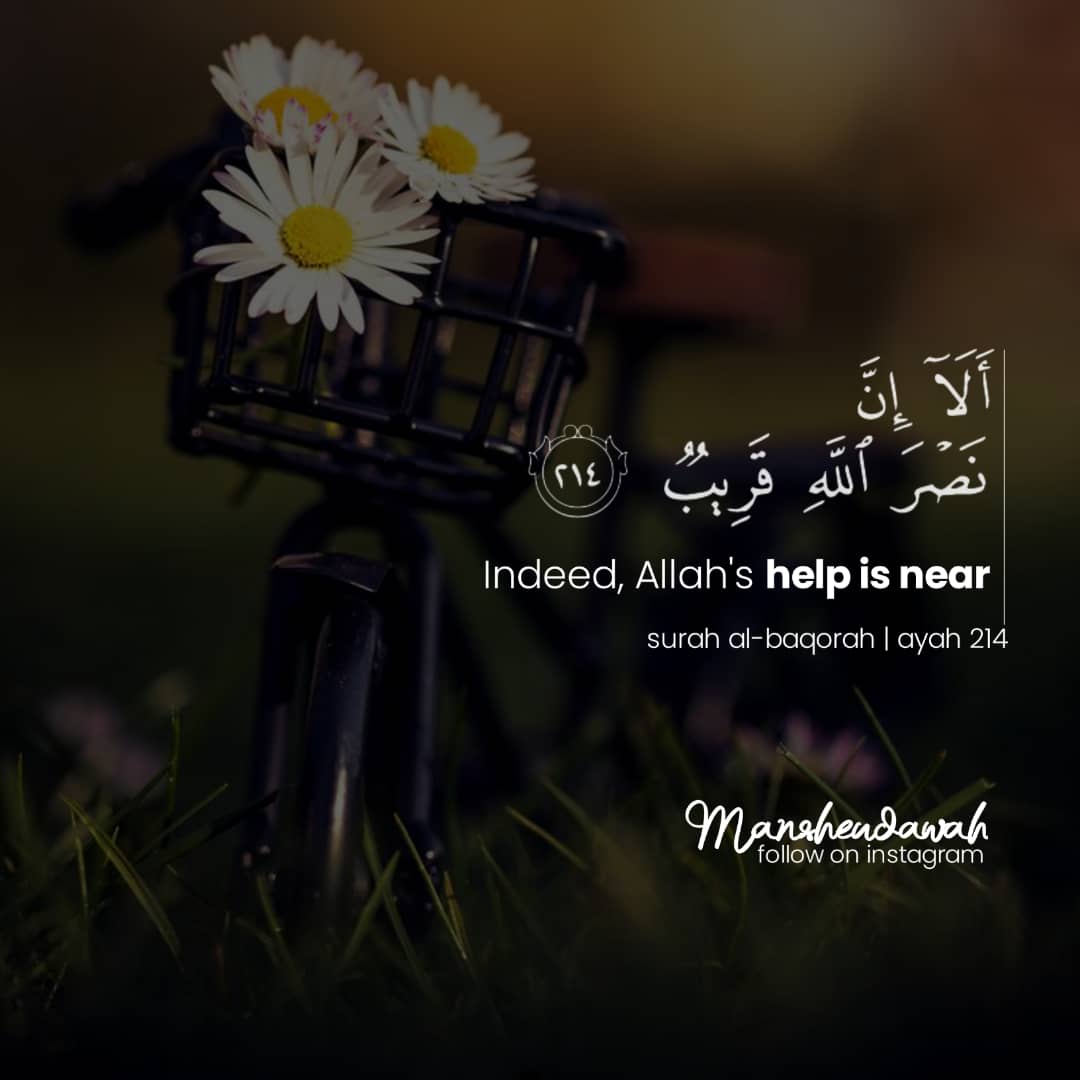 أَلَآ إِنَّ
نَصْرَ ٱللَّهِ قَرِيبٌ ٢١٤
Indeed, Allah's help is near
surah al-baqorah | ayah 214
Manshendawah
follow on instagram